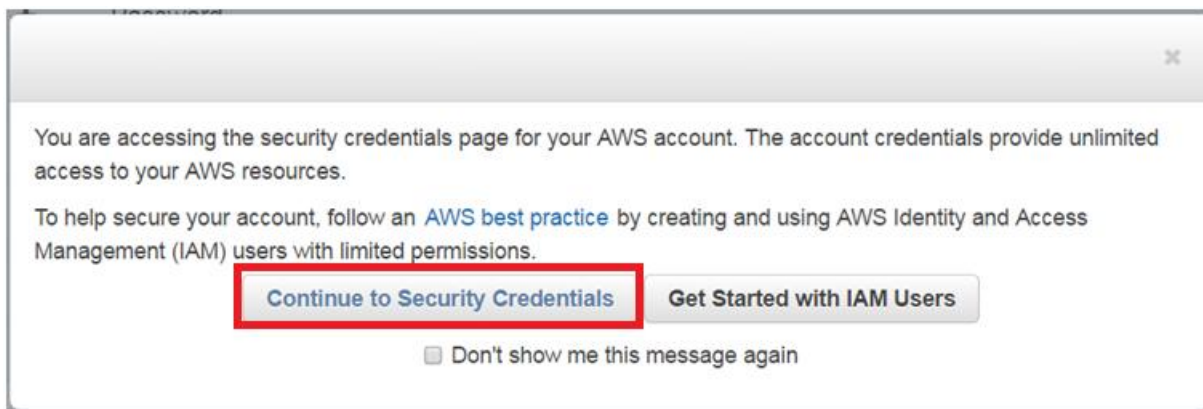 Password
You are accessing the security credentials page for your AWS account. The account credentials provide unlimited
access to your AWS resources.
To help secure your account, follow an AWS best practice by creating and using AWS Identity and Access
Management (IAM) users with limited permissions.
Continue to Security Credentials Get Started with IAM Users
Don't show me this message again